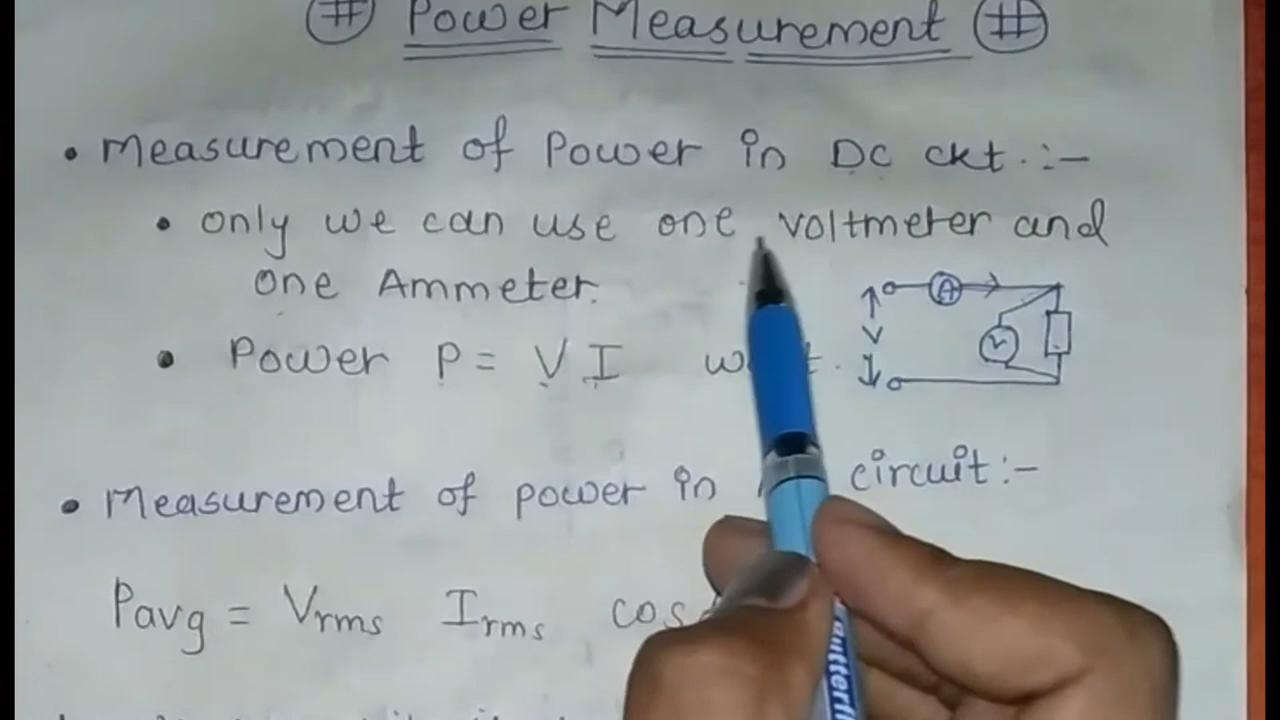 # Power Measurement #
• Measurement of Power in DC ckt. :-
• only we can use one voltmeter and
one Ammeter.
• Power P = V I
A
V
V
• Measurement of power in circuit :-
Pavg = Vrms Irms cos